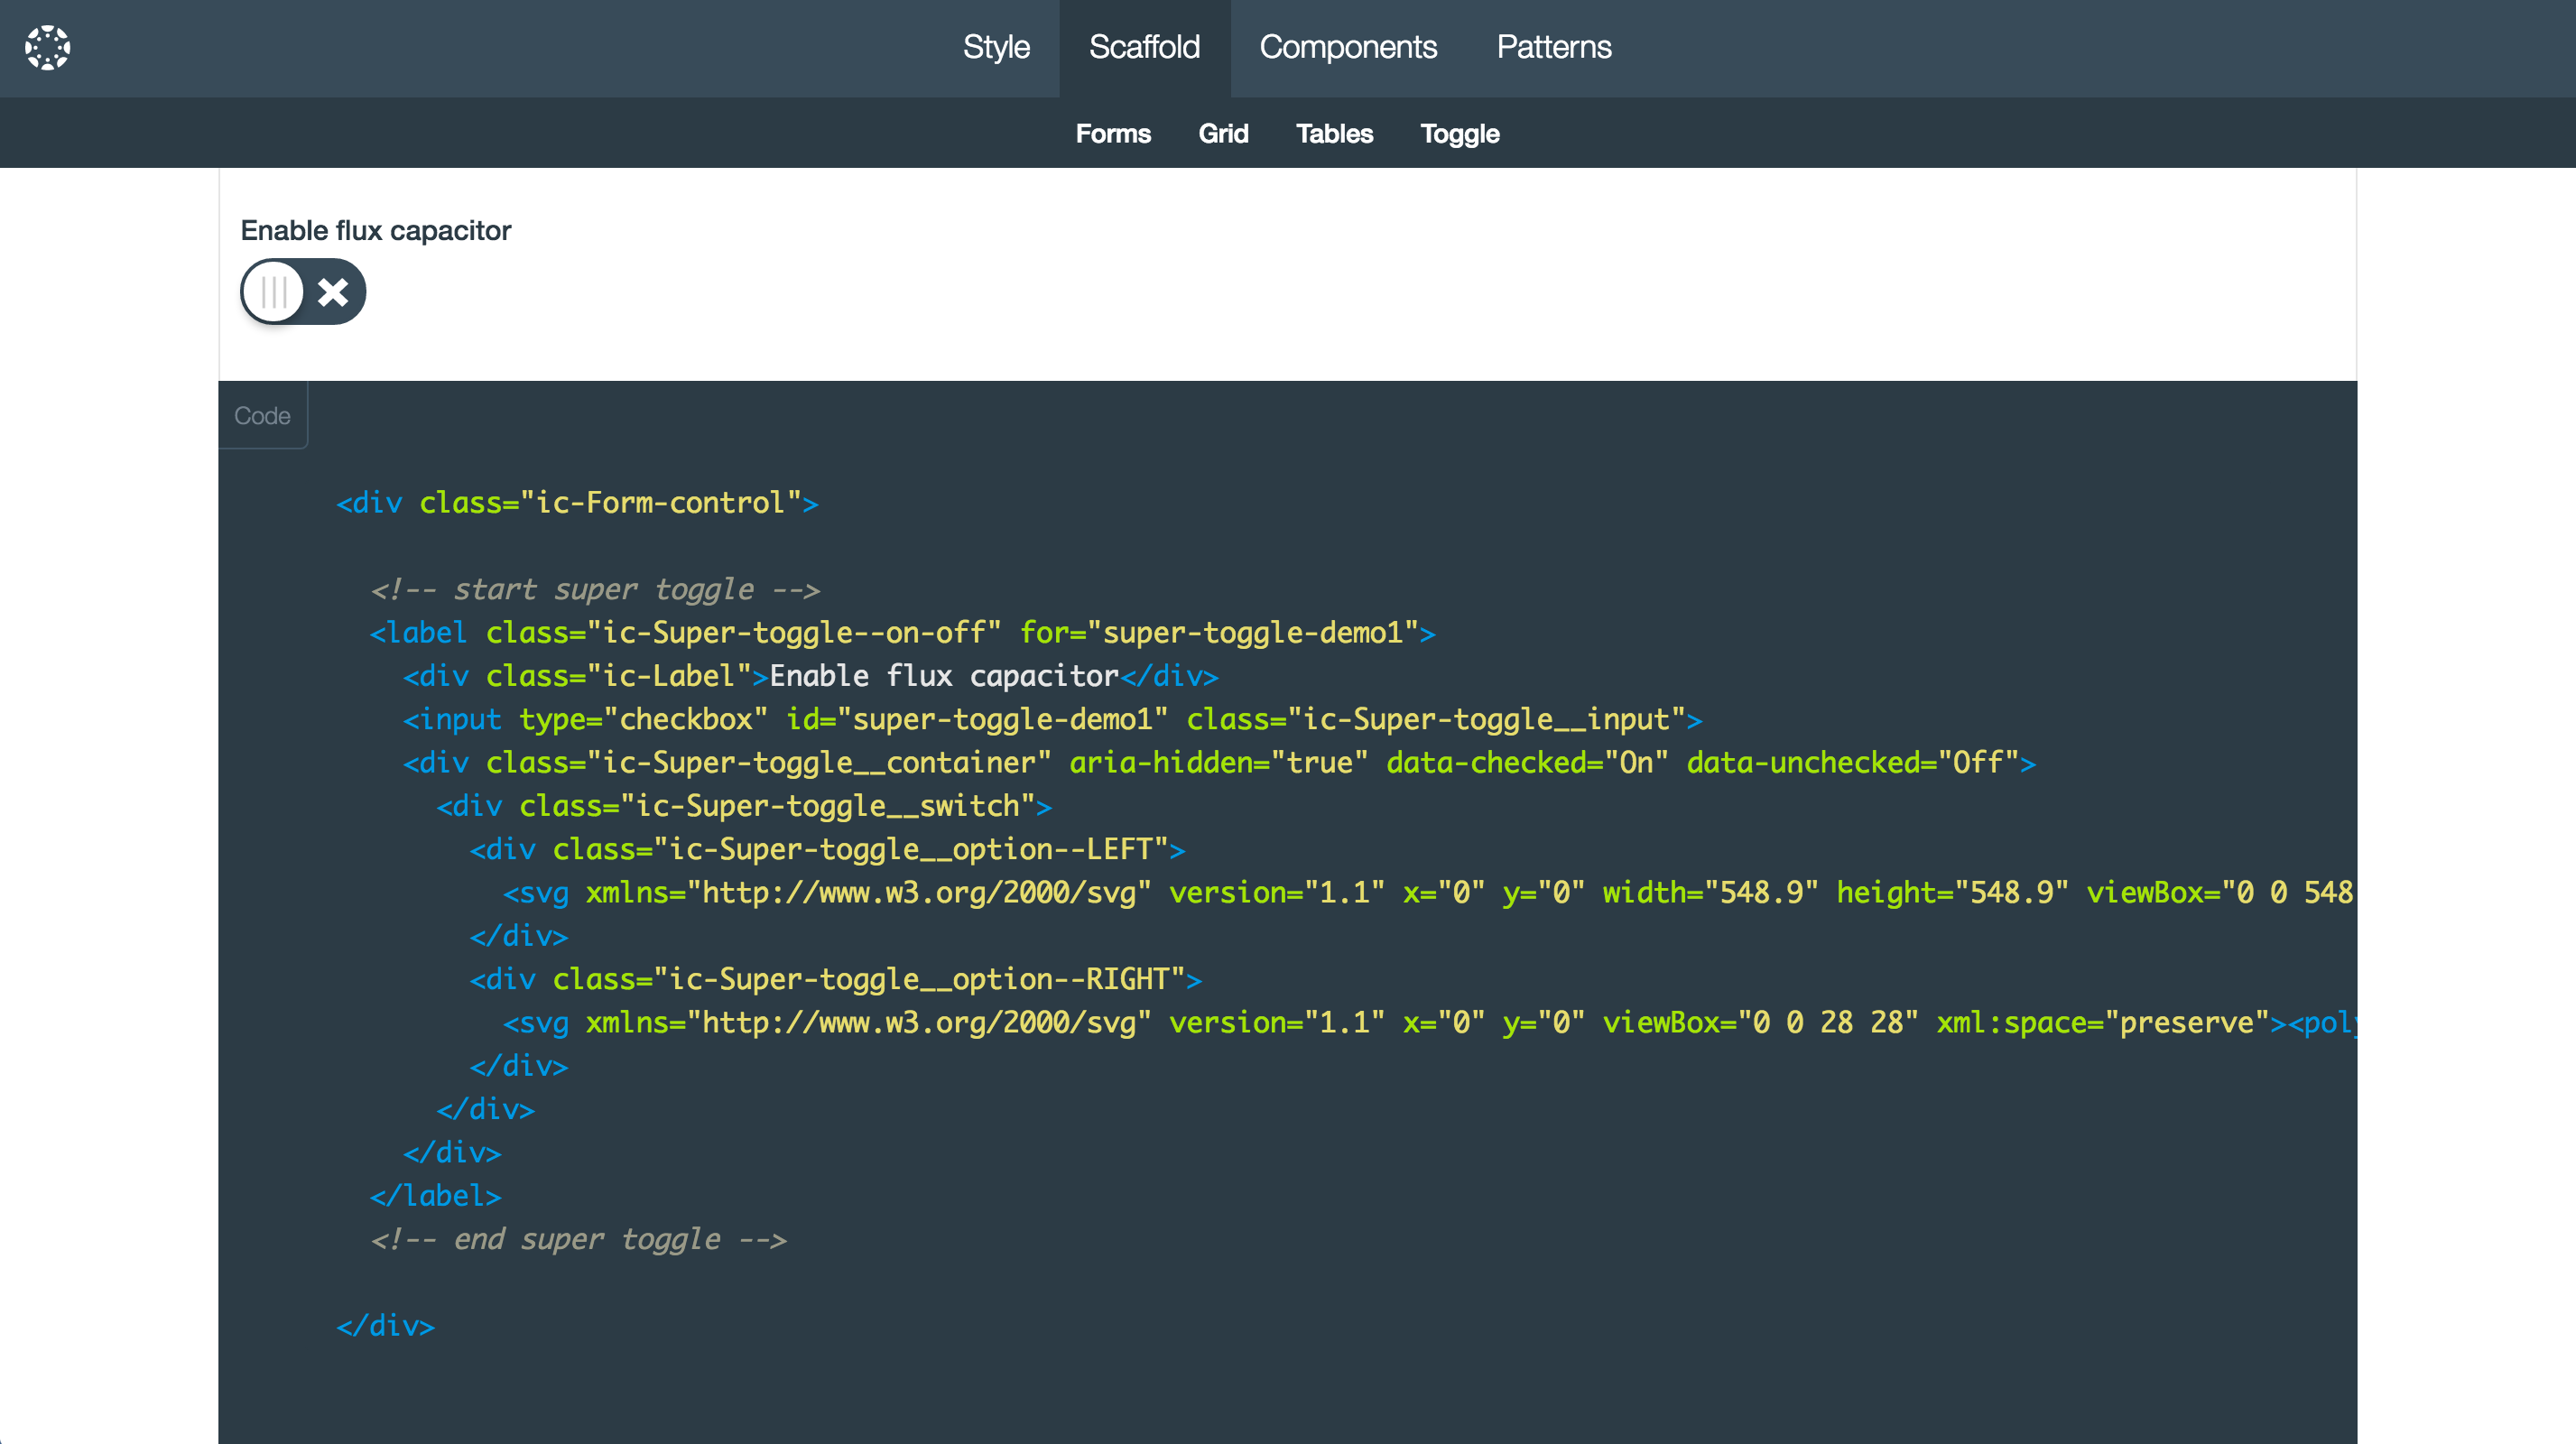 Style Scaffold Components Patterns
Forms Grid Tables Toggle
Enable flux capacitor
Code
<div class="ic-Form-control">
<!-- start super toggle -->
<label class="ic-Super-toggle--on-off" for="super-toggle-demo1">
<div class="ic-Label">Enable flux capacitor</div>
<input type="checkbox" id="super-toggle-demo1" class="ic-Super-toggle__input">
<div class="ic-Super-toggle__container" aria-hidden="true" data-checked="On" data-unchecked="Off">
<div class="ic-Super-toggle__switch">
<div class="ic-Super-toggle__option--LEFT">
<svg xmlns="http://www.w3.org/2000/svg" version="1.1" x="0" y="0" width="548.9" height="548.9" viewBox="0 0 548
</div>
<div class="ic-Super-toggle__option--RIGHT">
<svg xmlns="http://www.w3.org/2000/svg" version="1.1" x="0" y="0" viewBox="0 0 28 28" xml:space="preserve"><poly
</div>
</div>
</div>
</label>
<!-- end super toggle -->
</div>